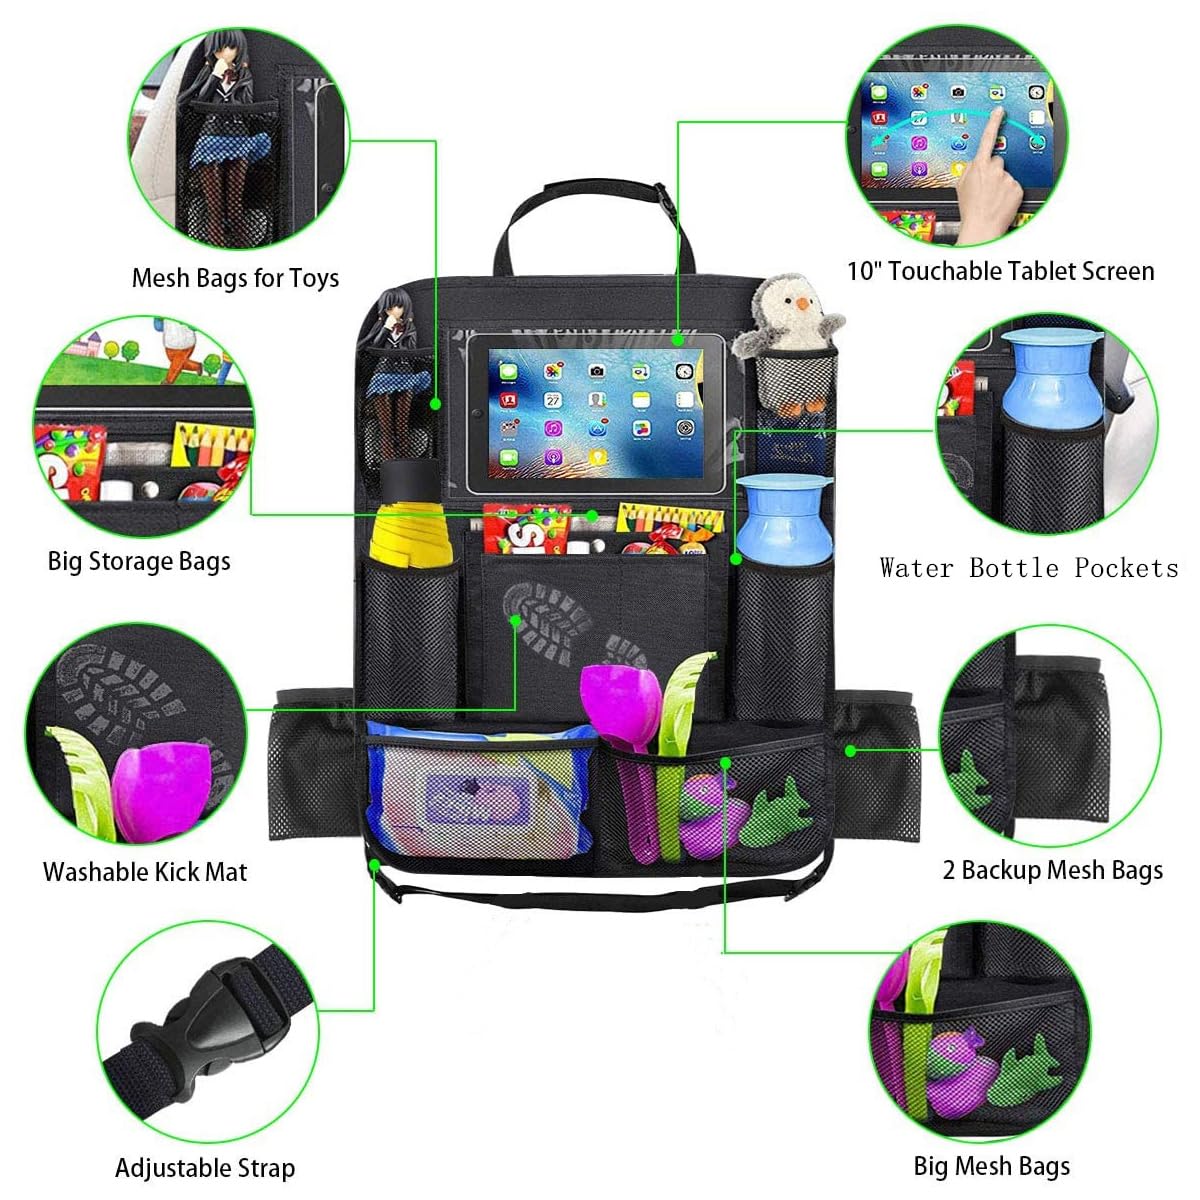 Mesh Bags for Toys
10" Touchable Tablet Screen
Big Storage Bags
Water Bottle Pockets
Washable Kick Mat
2 Backup Mesh Bags
Adjustable Strap
Big Mesh Bags